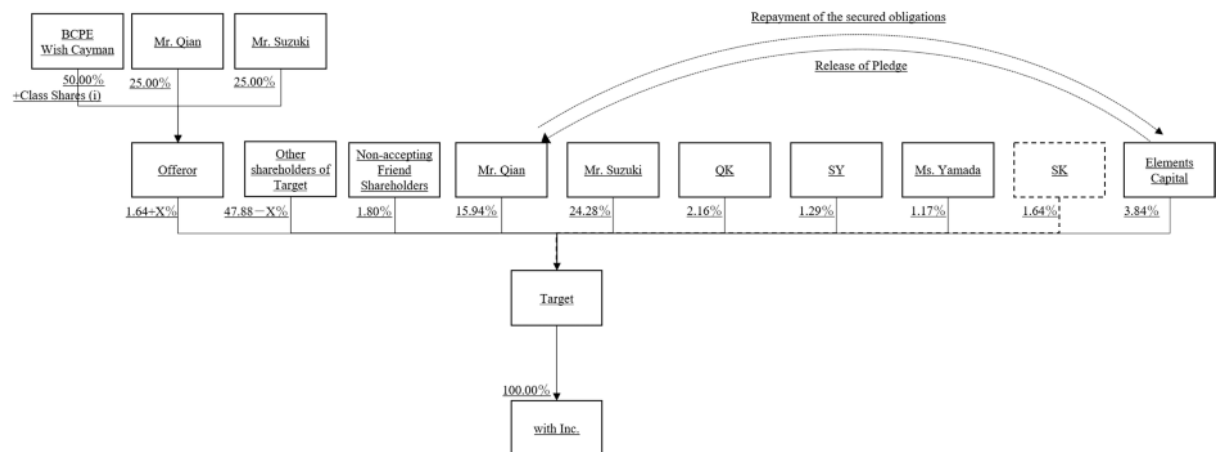 Repayment of the secured obligations
BCPE
Wish Cayman
Mr. Qian
Mr. Suzuki
Release of Pledge
50.00%
+Class Shares (i)
25.00%
25.00%
Offeror
Other
shareholders of
Target
Non-accepting
Friend
Shareholders
Mr. Qian
Mr. Suzuki
QK
SY
Ms. Yamada
SK
Elements
Capital
1.64+X%
47.88－X%
1.80%
15.94%
24.28%
2.16%
1.29%
1.17%
1.64%
3.84%
Target
100.00%
with Inc.